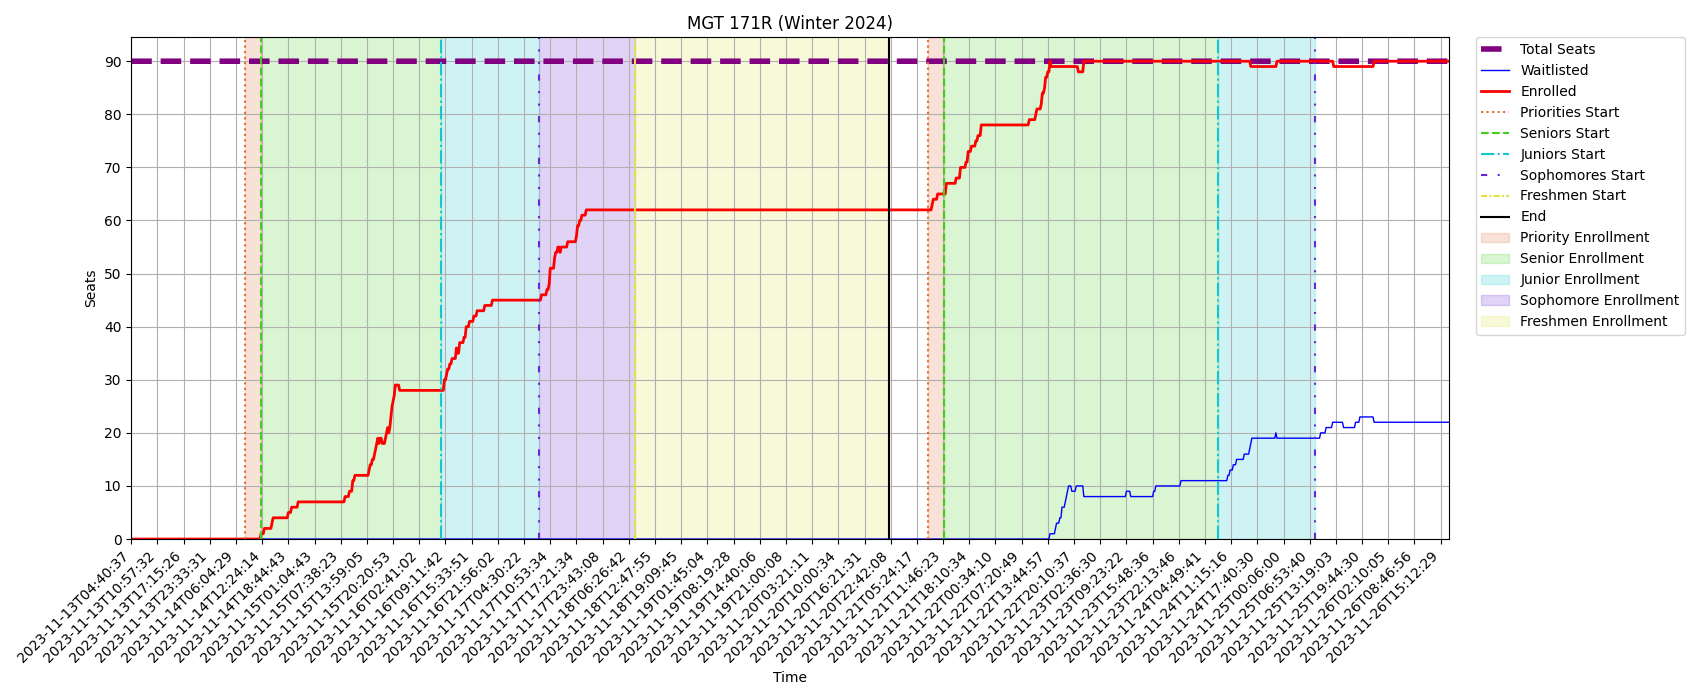 MGT 171R (Winter 2024)
Seats
90
80
70
60
50
40
30
20
10
0
2023-11-13T04:40:37
2023-11-13T10:57:32
2023-11-13T17:15:26
2023-11-13T23:33:31
2023-11-14T06:04:29
2023-11-14T12:24:14
2023-11-14T18:44:43
2023-11-15T01:04:43
2023-11-15T07:38:23
2023-11-15T13:59:05
2023-11-15T20:20:53
2023-11-16T02:41:02
2023-11-16T09:11:42
2023-11-16T15:33:51
2023-11-16T21:56:02
2023-11-17T04:30:22
2023-11-17T10:53:34
2023-11-17T17:21:34
2023-11-17T23:43:08
2023-11-18T06:26:42
2023-11-18T12:47:55
2023-11-18T19:09:45
2023-11-19T01:45:04
2023-11-19T08:19:28
2023-11-19T14:40:06
2023-11-19T21:00:08
2023-11-20T03:21:11
2023-11-20T10:00:34
2023-11-20T16:21:31
2023-11-20T22:42:08
2023-11-21T05:24:17
2023-11-21T11:46:23
2023-11-21T18:10:34
2023-11-22T00:34:10
2023-11-22T07:20:49
2023-11-22T13:44:57
2023-11-22T20:10:37
2023-11-23T02:36:30
2023-11-23T09:23:22
2023-11-23T15:48:36
2023-11-23T22:13:46
2023-11-24T04:49:41
2023-11-24T11:15:16
2023-11-24T17:40:30
2023-11-25T00:06:00
2023-11-25T06:53:40
2023-11-25T13:19:03
2023-11-25T19:44:30
2023-11-26T02:10:05
2023-11-26T08:46:56
2023-11-26T15:12:29
Time
Total Seats
Waitlisted
Enrolled
Priorities Start
Seniors Start
Juniors Start
Sophomores Start
Freshmen Start
End
Priority Enrollment
Senior Enrollment
Junior Enrollment
Sophomore Enrollment
Freshmen Enrollment